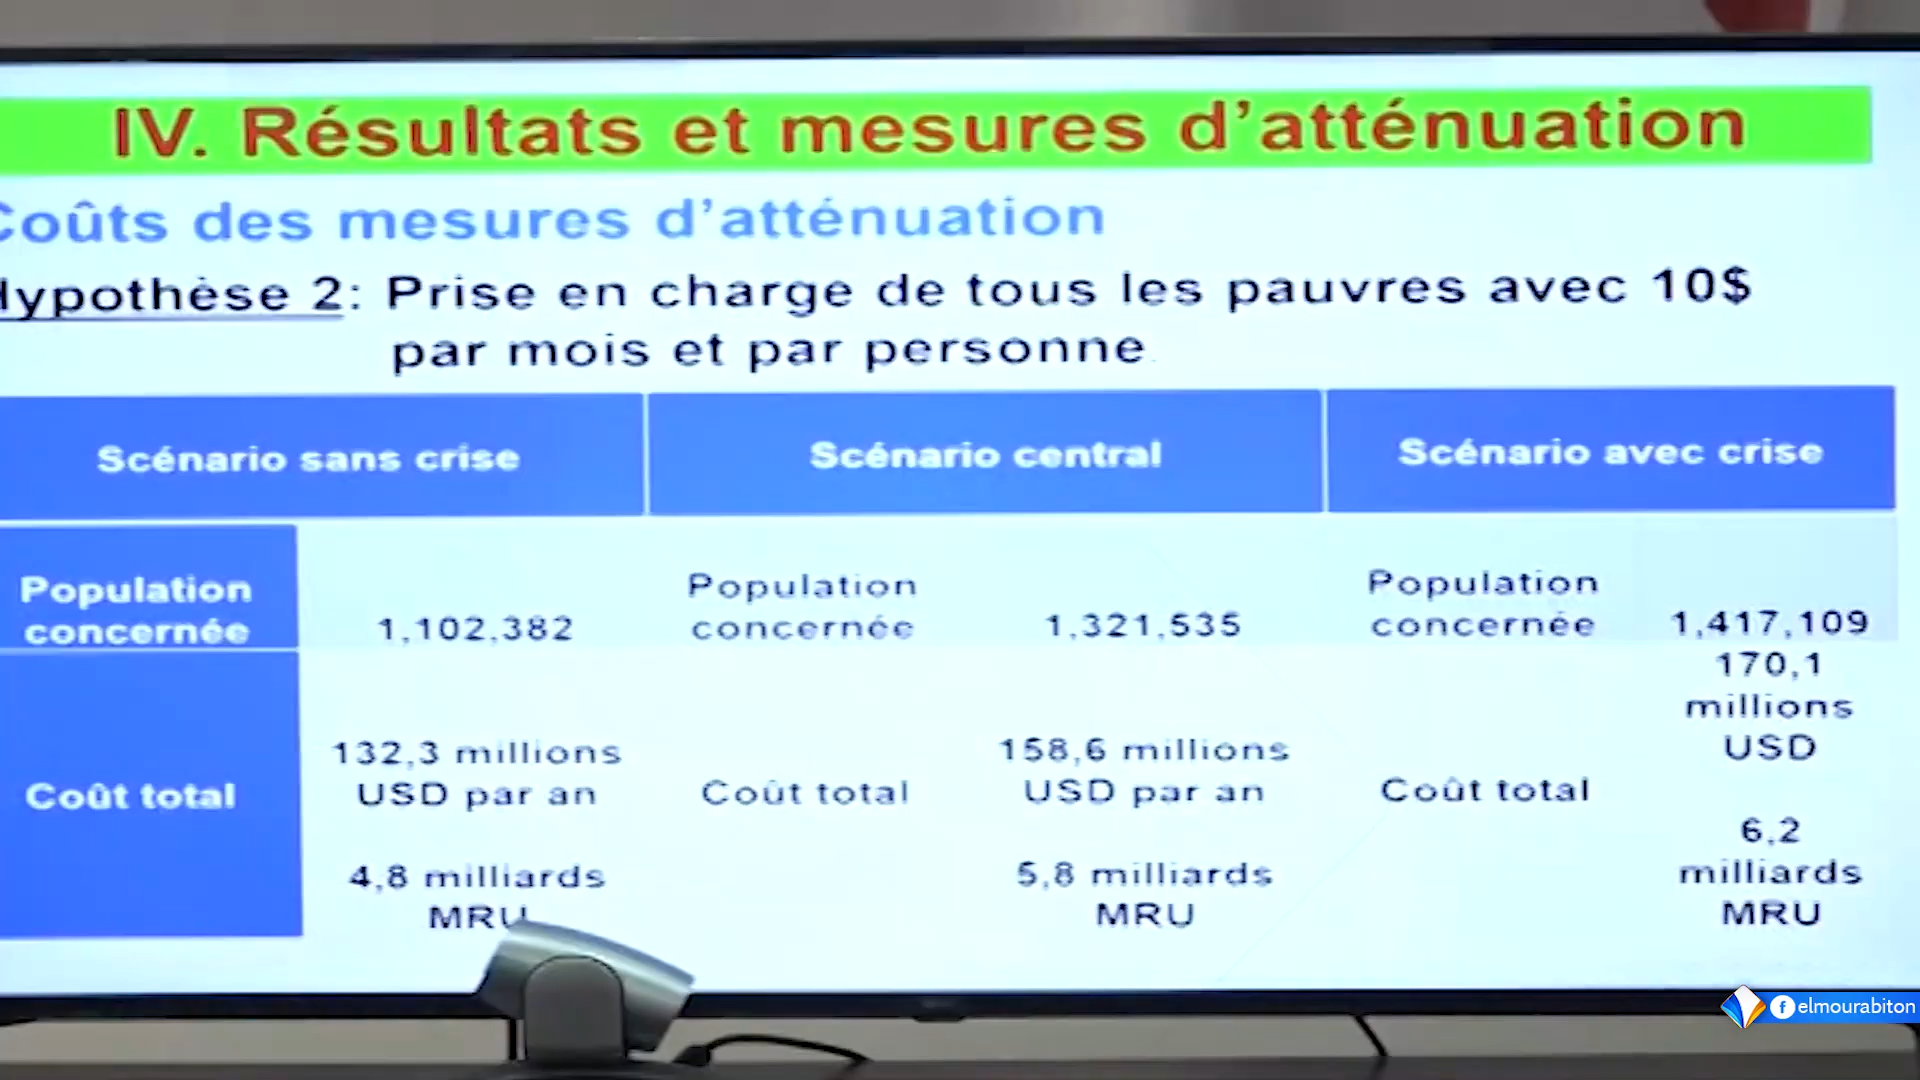 IV. Résultats et mesures d'atténuation
Coûts des mesures d'atténuation
Hypothèse 2: Prise en charge de tous les pauvres avec 10$
par mois et par personne
Scénario sans crise
Scénario central
Scénario avec crise
Population
concernée
1,102,382
Population
concernée
1,321,535
Population
concernée
1,417,109
Coût total
132,3 millions
USD par an
4,8 milliards
MRU
Coût total
158,6 millions
USD par an
5,8 milliards
MRU
Coût total
170,1
millions
USD
6,2
milliards
MRU
elmourabiton